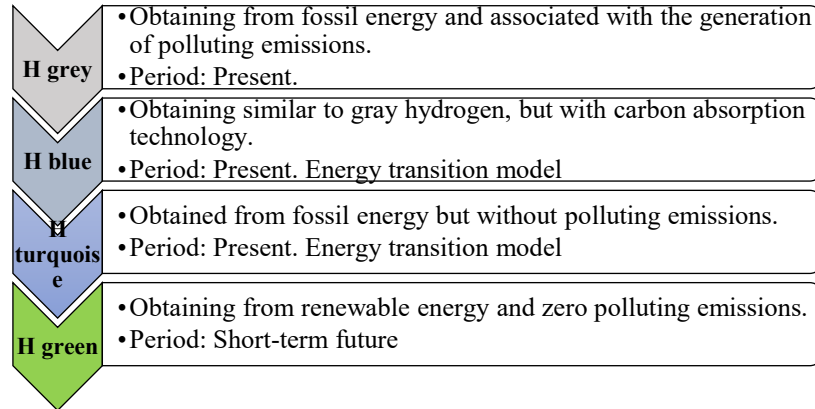 H grey
•Obtaining from fossil energy and associated with the generation
of polluting emissions.
•Period: Present.
H blue
•Obtaining similar to gray hydrogen, but with carbon absorption
technology.
•Period: Present. Energy transition model
H
turquois
e
•Obtained from fossil energy but without polluting emissions.
•Period: Present. Energy transition model
H green
•Obtaining from renewable energy and zero polluting emissions.
•Period: Short-term future